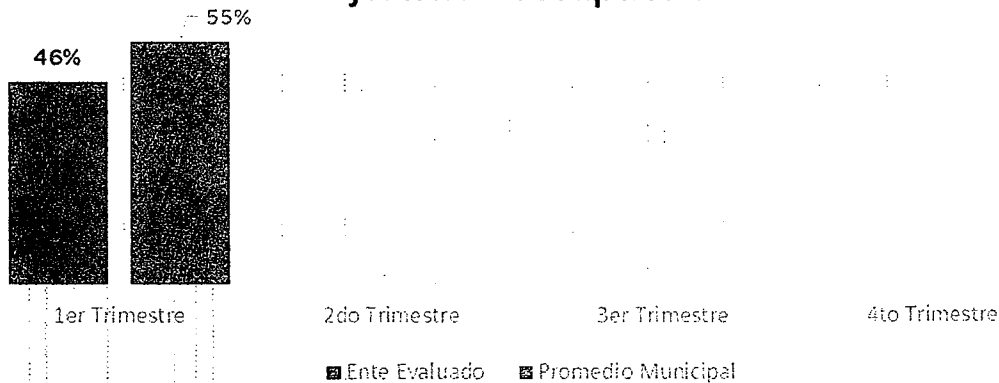 55%
46%
1er Trimestre 2do Trimestre 3er Trimestre 4to Trimestre
Ente Evaluado Promedio Municipal